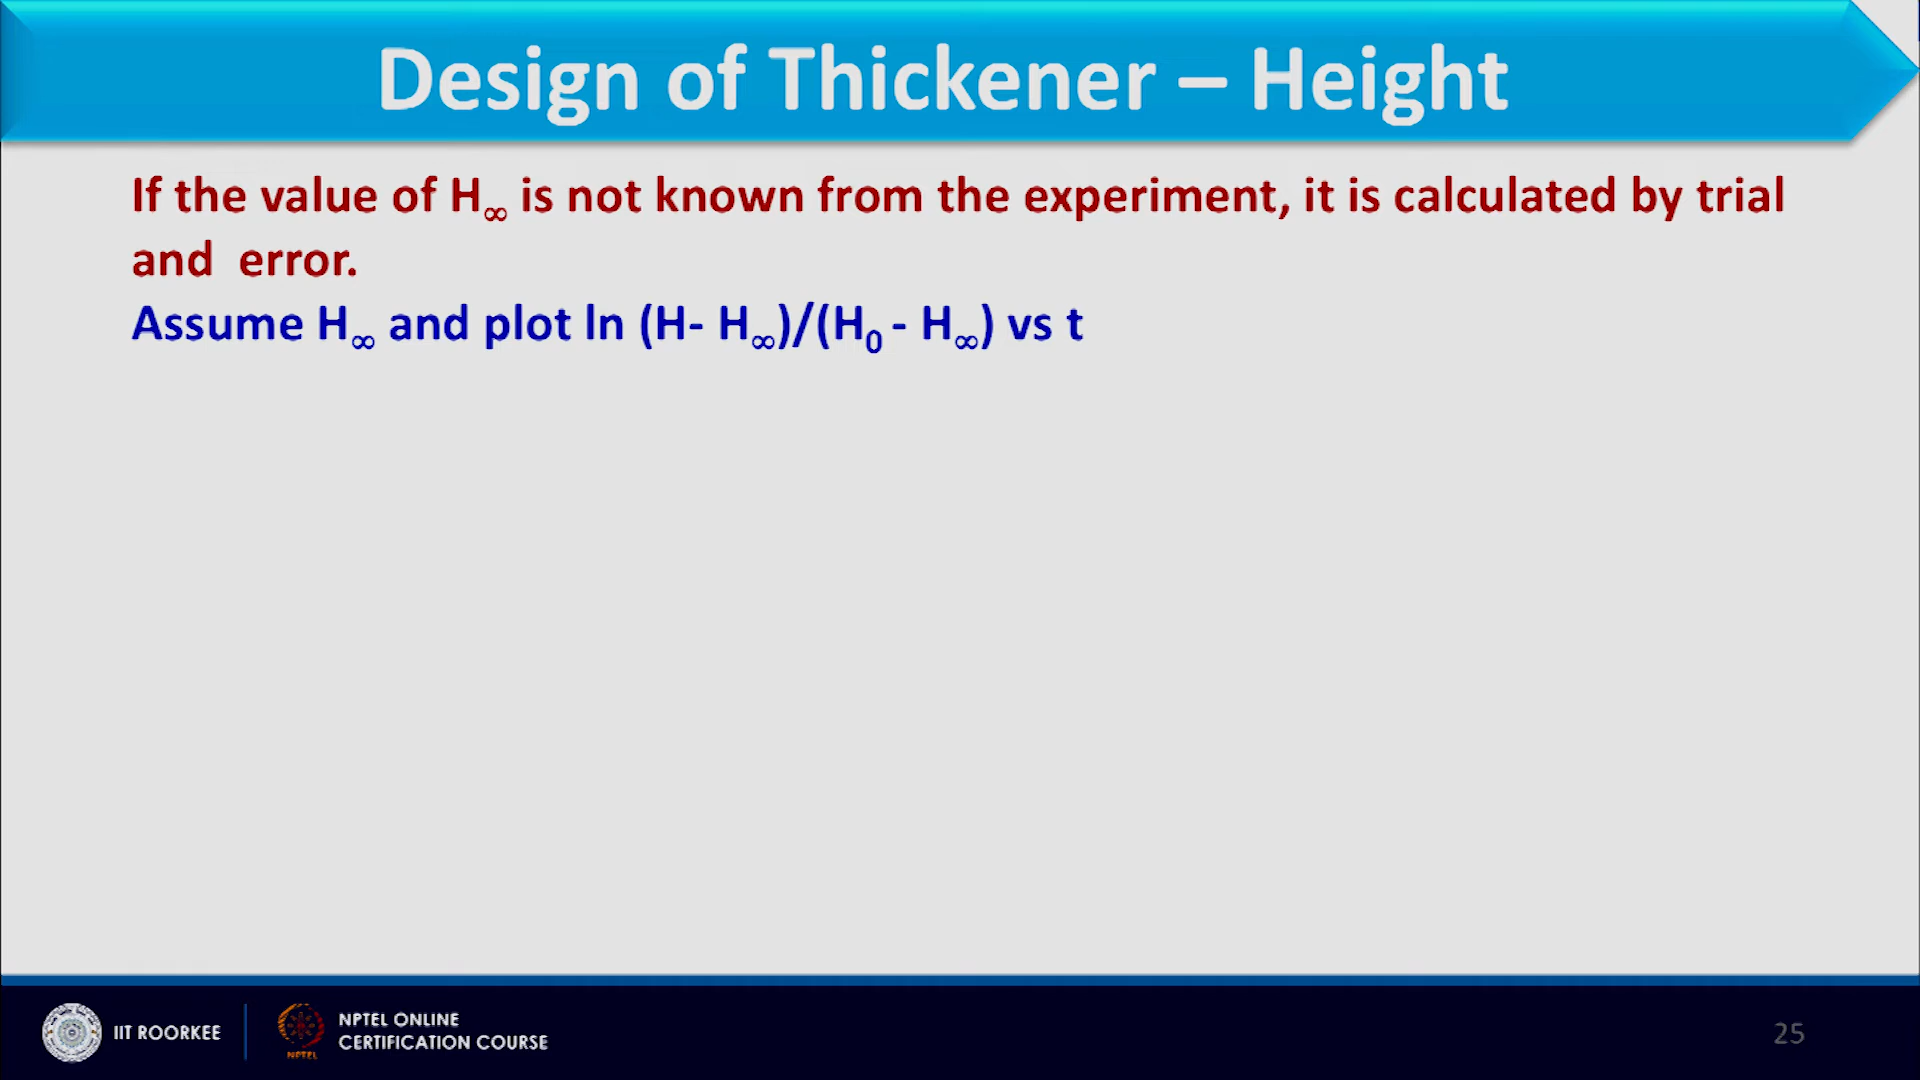 Design of Thickener – Height
If the value of H∞ is not known from the experiment, it is calculated by trial
and error.
Assume H∞ and plot ln (H- H∞)/(H0 - H∞) vs t
IIT ROORKEE
NPTEL
NPTEL ONLINE
CERTIFICATION COURSE
25